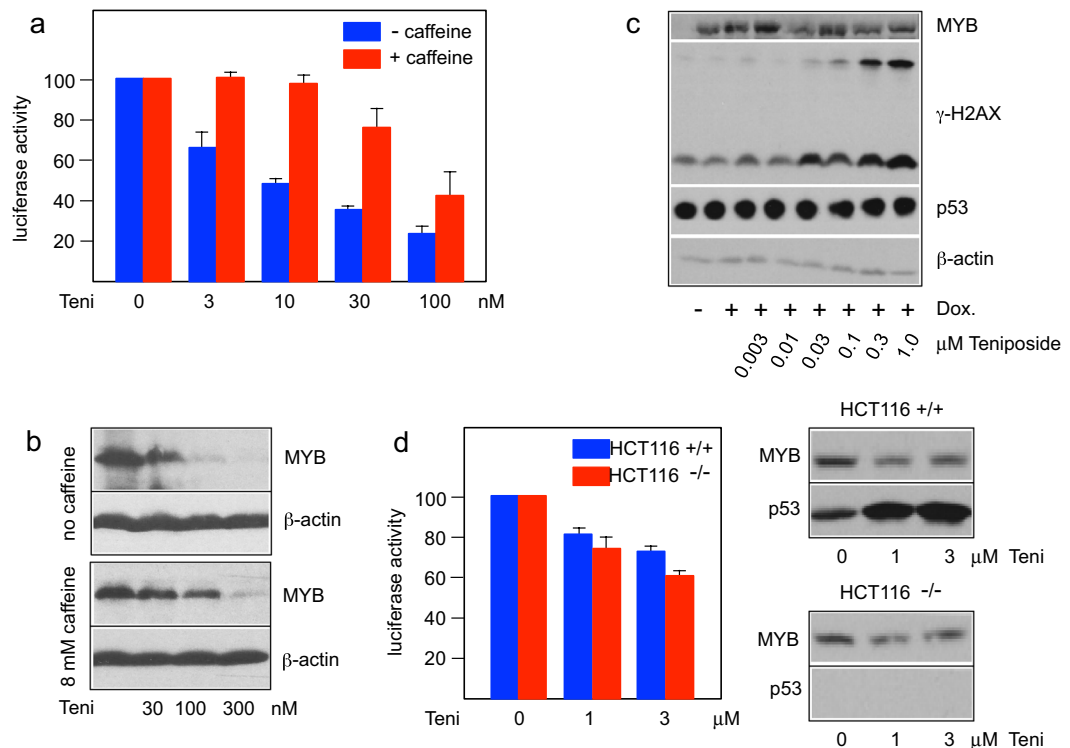 a
- caffeine
+ caffeine
luciferase activity
100
80
60
40
20
Teni 0 3 10 30 100 nM
c
MYB
γ-H2AX
p53
β-actin
- + + + + + + + Dox.
0.003 0.01 0.03 0.1 0.3 1.0 μM Teniposide
b
no caffeine
MYB
β-actin
8 mM caffeine
MYB
β-actin
Teni 30 100 300 nM
d
HCT116 +/+
HCT116 -/-
luciferase activity
100
80
60
40
20
Teni 0 1 3 μM
HCT116 +/+
MYB
p53
0 1 3 μM Teni
HCT116 -/-
MYB
p53
0 1 3 μM Teni